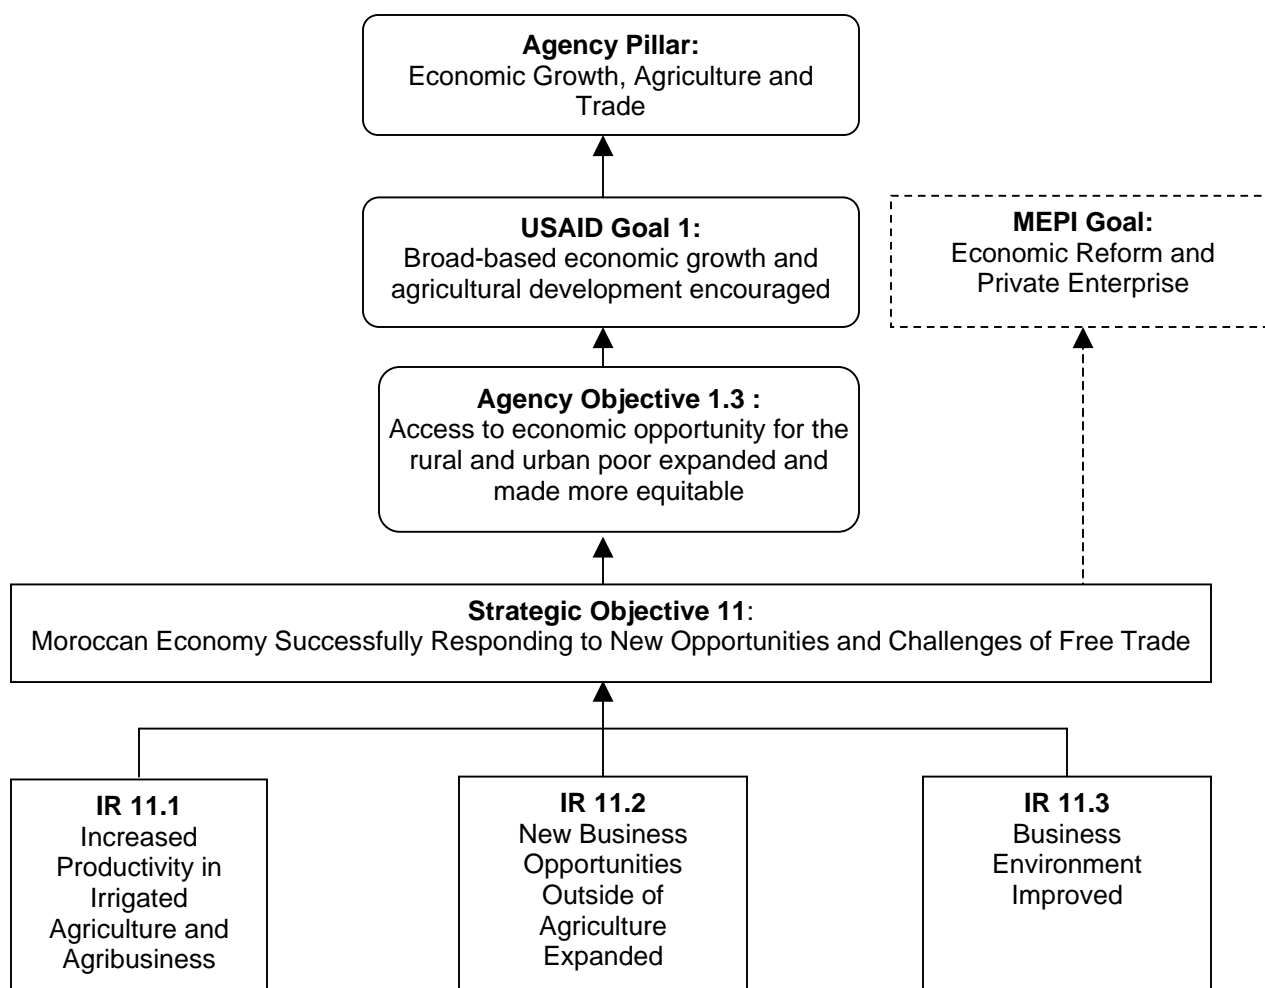 Agency Pillar:
Economic Growth, Agriculture and
Trade
USAID Goal 1:
Broad-based economic growth and
agricultural development encouraged
MEPI Goal:
Economic Reform and
Private Enterprise
Agency Objective 1.3 :
Access to economic opportunity for the
rural and urban poor expanded and
made more equitable
Strategic Objective 11:
Moroccan Economy Successfully Responding to New Opportunities and Challenges of Free Trade
IR 11.1
Increased
Productivity in
Irrigated
Agriculture and
Agribusiness
IR 11.2
New Business
Opportunities
Outside of
Agriculture
Expanded
IR 11.3
Business
Environment
Improved